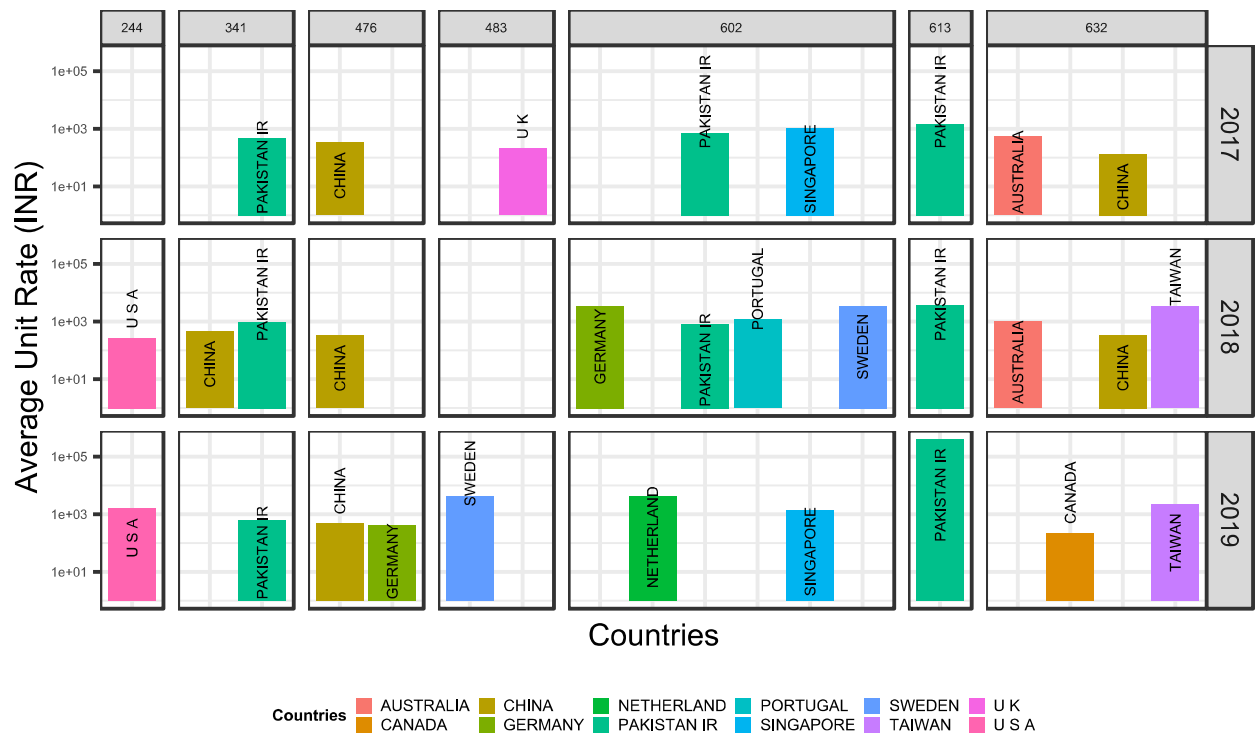 244 341 476 483 602 613 632
Average Unit Rate (INR)
1e+05
1e+03
1e+01
PAKISTAN IR
CHINA
U K
PAKISTAN IR
SINGAPORE
PAKISTAN IR
AUSTRALIA
CHINA
2017
1e+05
1e+03
1e+01
U S A
CHINA
PAKISTAN IR
CHINA
GERMANY
PAKISTAN IR
PORTUGAL
SWEDEN
PAKISTAN IR
AUSTRALIA
CHINA
TAIWAN
2018
1e+05
1e+03
1e+01
U S A
PAKISTAN IR
CHINA
GERMANY
SWEDEN
NETHERLAND
SINGAPORE
PAKISTAN IR
CANADA
TAIWAN
2019
Countries
Countries
AUSTRALIA CHINA NETHERLAND PORTUGAL SWEDEN U K
CANADA GERMANY PAKISTAN IR SINGAPORE TAIWAN U S A